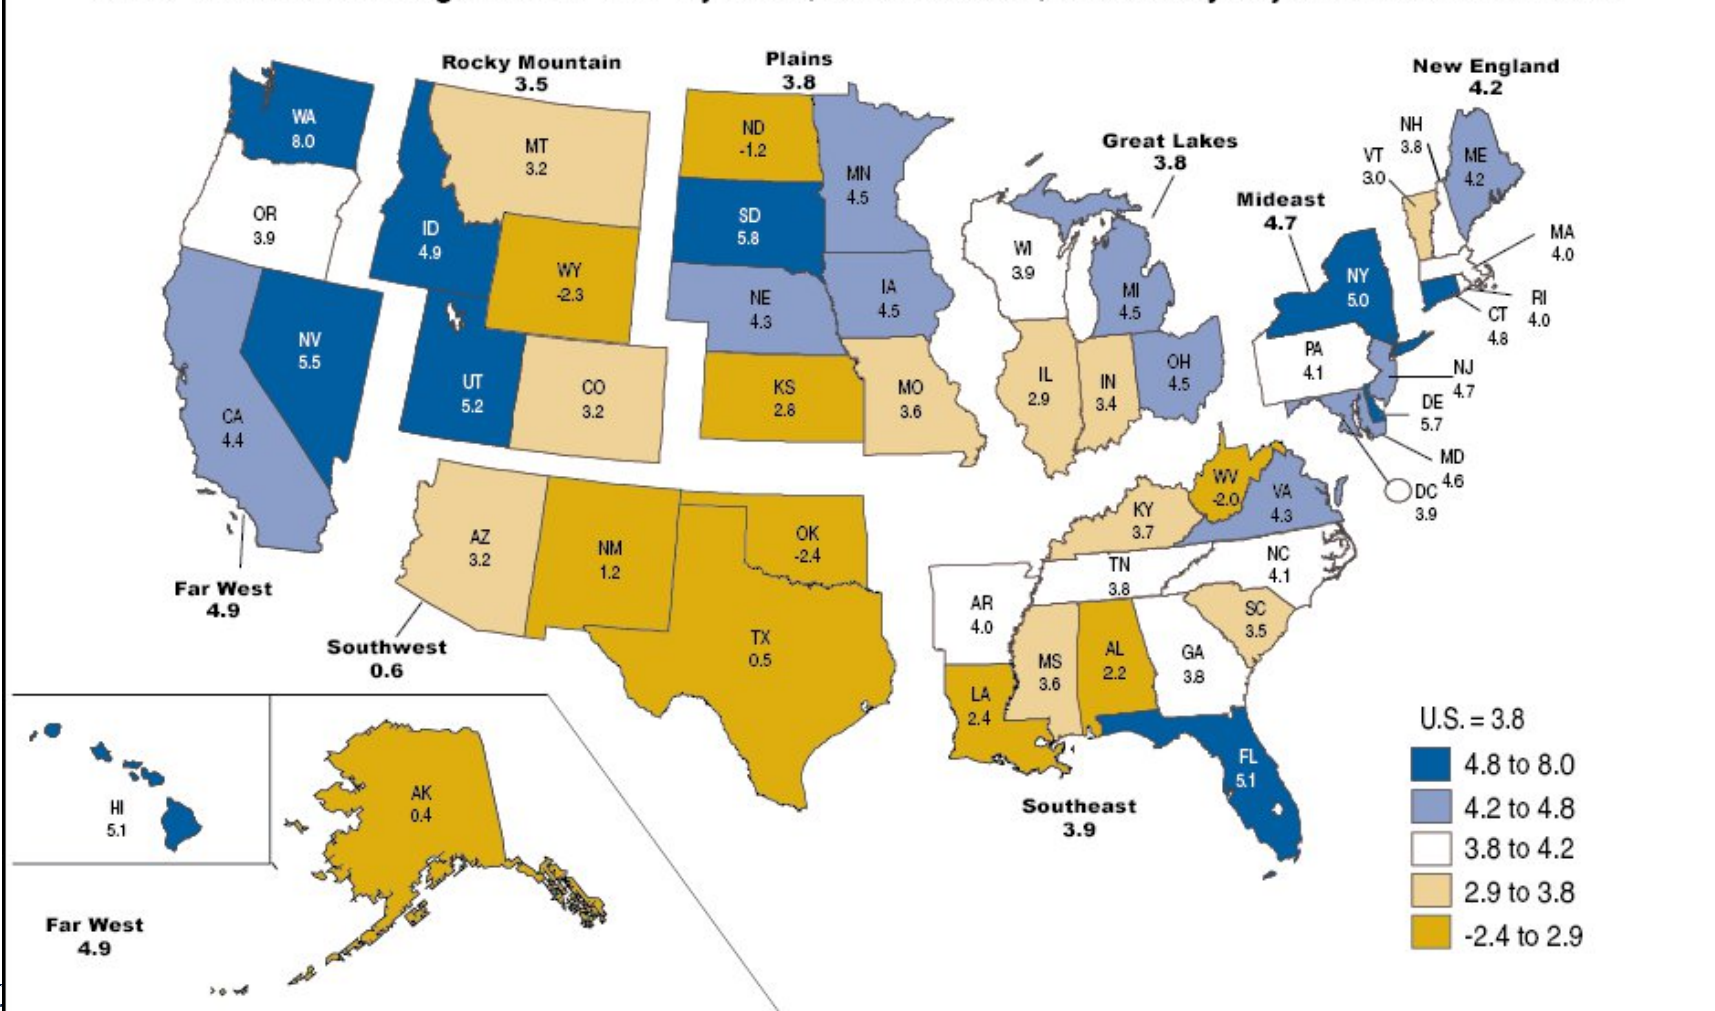 Rocky Mountain
3.5
Plains
3.8
New England
4.2
Great Lakes
3.8
Mideast
4.7
WA
8.0
OR
3.9
CA
4.4
NV
5.5
ID
4.9
MT
3.2
WY
-2.3
UT
5.2
CO
3.2
ND
-1.2
SD
5.8
NE
4.3
KS
2.8
MN
4.5
IA
4.5
MO
3.6
WI
3.9
MI
4.5
IL
2.9
IN
3.4
OH
4.5
NH
3.8
VT
3.0
ME
4.2
MA
4.0
RI
4.0
CT
4.8
NY
5.0
PA
4.1
NJ
4.7
DE
5.7
MD
4.6
DC
3.9
Far West
4.9
Southwest
0.6
AZ
3.2
NM
1.2
OK
-2.4
TX
0.5
WV
-2.0
VA
4.3
KY
3.7
TN
3.8
NC
4.1
SC
3.5
AR
4.0
LA
2.4
MS
3.6
AL
2.2
GA
3.8
FL
5.1
Southeast
3.9
HI
5.1
AK
0.4
Far West
4.9
U.S. = 3.8
4.8 to 8.0
4.2 to 4.8
3.8 to 4.2
2.9 to 3.8
-2.4 to 2.9